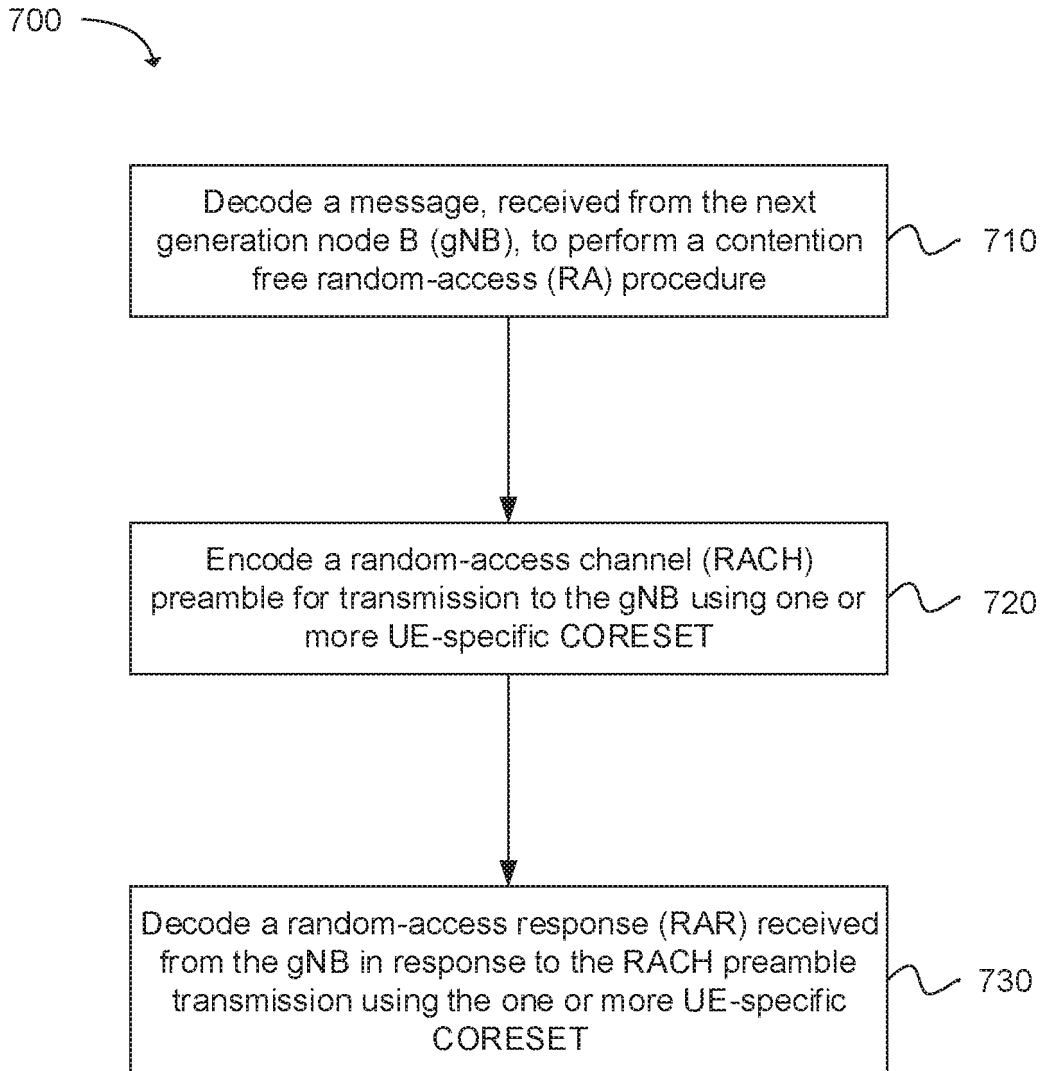 700
Decode a message, received from the next
generation node B (gNB), to perform a contention
free random-access (RA) procedure
710
Encode a random-access channel (RACH)
preamble for transmission to the gNB using one or
more UE-specific CORESET
720
Decode a random-access response (RAR) received
from the gNB in response to the RACH preamble
transmission using the one or more UE-specific
CORESET
730